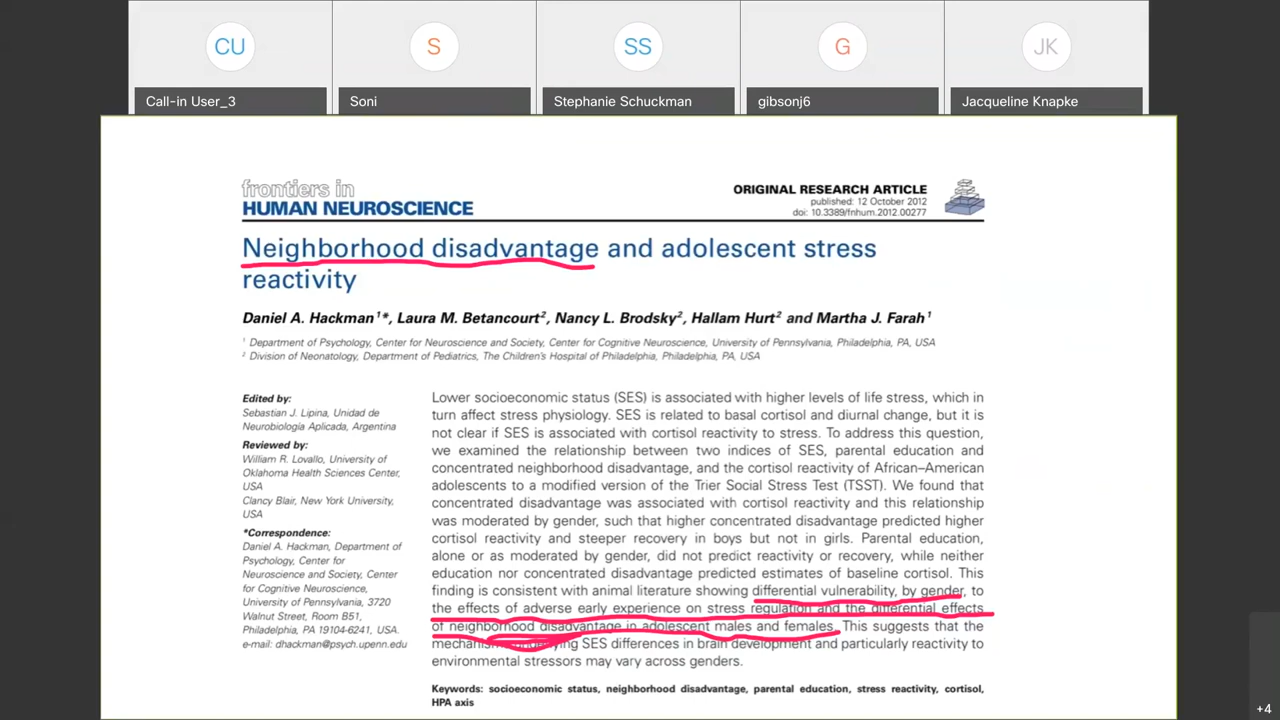 CU
S
SS
G
JK
Call-in User_3
Soni
Stephanie Schuckman
gibsonj6
Jacqueline Knapke
frontiers in
HUMAN NEUROSCIENCE
ORIGINAL RESEARCH ARTICLE
published: 12 October 2012
doi: 10.3389/fnhum.2012.00277
Neighborhood disadvantage and adolescent stress
reactivity
Daniel A. Hackman1*, Laura M. Betancourt2, Nancy L. Brodsky2, Hallam Hurt2 and Martha J. Farah1
1 Department of Psychology, Center for Neuroscience and Society, Center for Cognitive Neuroscience, University of Pennsylvania, Philadelphia, PA, USA
2 Division of Neonatology, Department of Pediatrics, The Children's Hospital of Philadelphia, Philadelphia, PA, USA
Edited by:
Sebastian J. Lipina, Unidad de
Neurobiología Aplicada, Argentina
Reviewed by:
William R. Lovallo, University of
Oklahoma Health Sciences Center,
USA
Clancy Blair, New York University,
USA
*Correspondence:
Daniel A. Hackman, Department of
Psychology, Center for
Neuroscience and Society, Center
for Cognitive Neuroscience,
University of Pennsylvania, 3720
Walnut Street, Room B51,
Philadelphia, PA 19104-6241, USA.
e-mail: dhackman@psych.upenn.edu
Lower socioeconomic status (SES) is associated with higher levels of life stress, which in
turn affect stress physiology. SES is related to basal cortisol and diurnal change, but it is
not clear if SES is associated with cortisol reactivity to stress. To address this question,
we examined the relationship between two indices of SES, parental education and
concentrated neighborhood disadvantage, and the cortisol reactivity of African–American
adolescents to a modified version of the Trier Social Stress Test (TSST). We found that
concentrated disadvantage was associated with cortisol reactivity and this relationship
was moderated by gender, such that higher concentrated disadvantage predicted higher
cortisol reactivity and steeper recovery in boys but not in girls. Parental education,
alone or as moderated by gender, did not predict reactivity or recovery, while neither
education nor concentrated disadvantage predicted estimates of baseline cortisol. This
finding is consistent with animal literature showing differential vulnerability, by gender, to
the effects of adverse early experience on stress regulation and the differential effects
of neighborhood disadvantage in adolescent males and females. This suggests that the
mechanisms underlying SES differences in brain development and particularly reactivity to
environmental stressors may vary across genders.
Keywords: socioeconomic status, neighborhood disadvantage, parental education, stress reactivity, cortisol,
HPA axis
+4